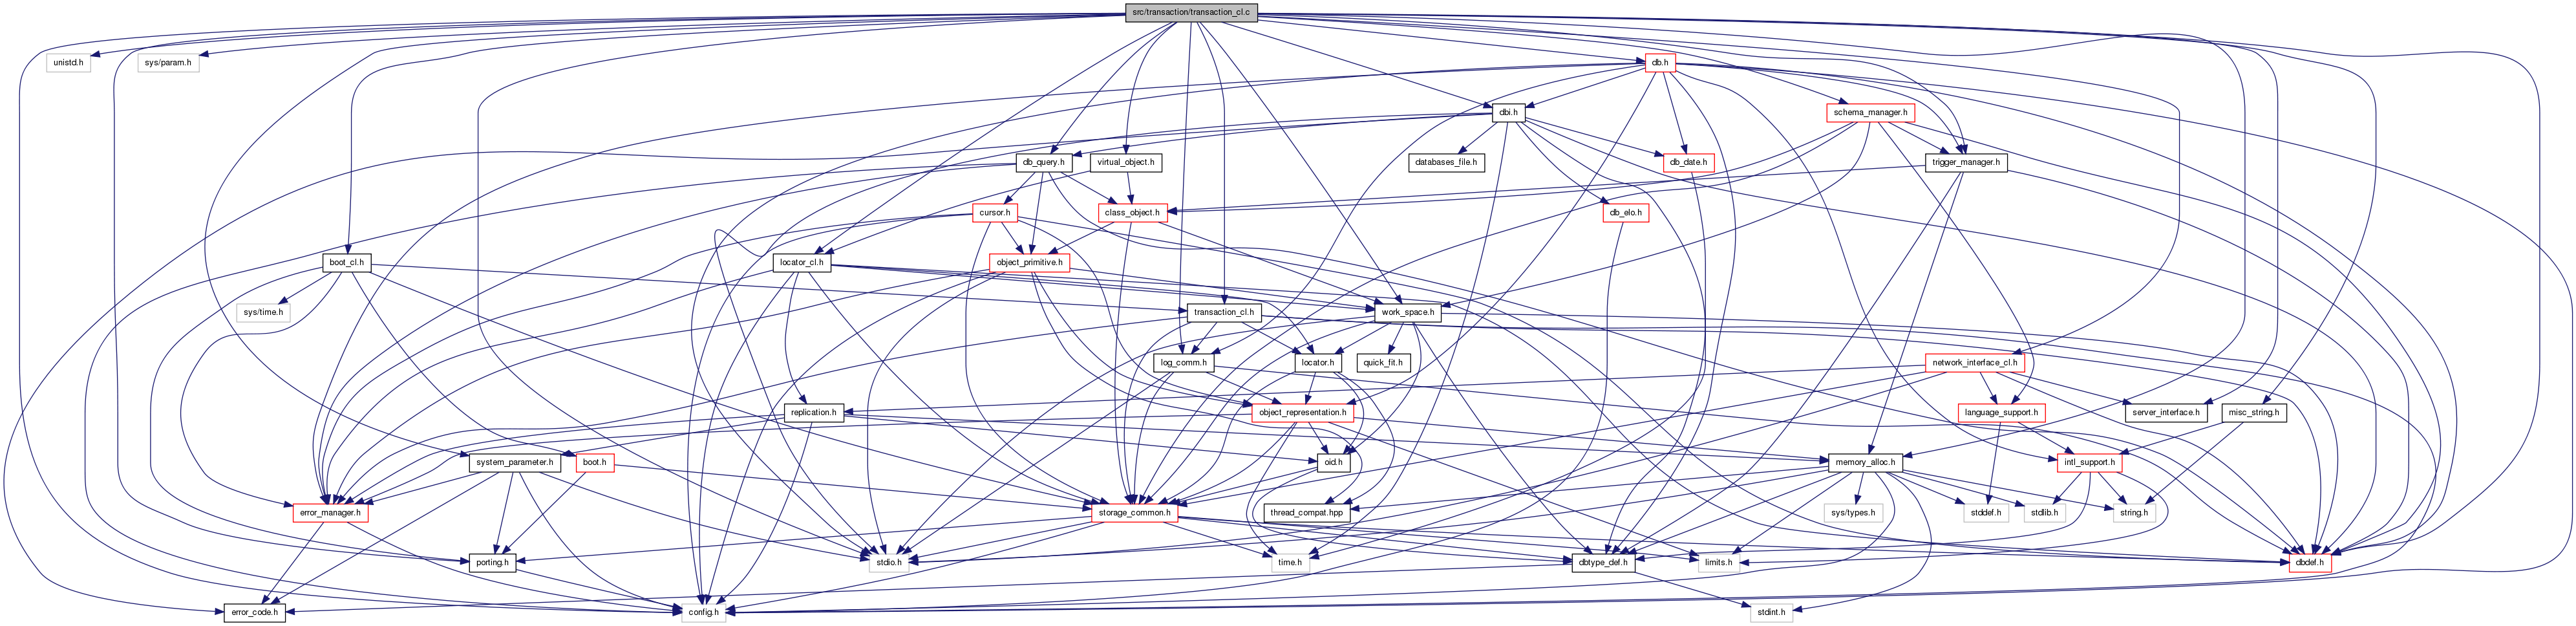 src/transaction/transaction_cl.c
unistd.h
sys/param.h
db.h
dbi.h
schema_manager.h
db_query.h
virtual_object.h
databases_file.h
db_date.h
trigger_manager.h
cursor.h
class_object.h
db_elo.h
boot_cl.h
locator_cl.h
object_primitive.h
sys/time.h
transaction_cl.h
work_space.h
log_comm.h
locator.h
quick_fit.h
network_interface_cl.h
replication.h
object_representation.h
language_support.h
server_interface.h
misc_string.h
system_parameter.h
boot.h
oid.h
memory_alloc.h
intl_support.h
error_manager.h
storage_common.h
thread_compat.hpp
sys/types.h
stddef.h
stdlib.h
string.h
porting.h
stdio.h
time.h
dbtype_def.h
limits.h
dbdef.h
error_code.h
config.h
stdint.h